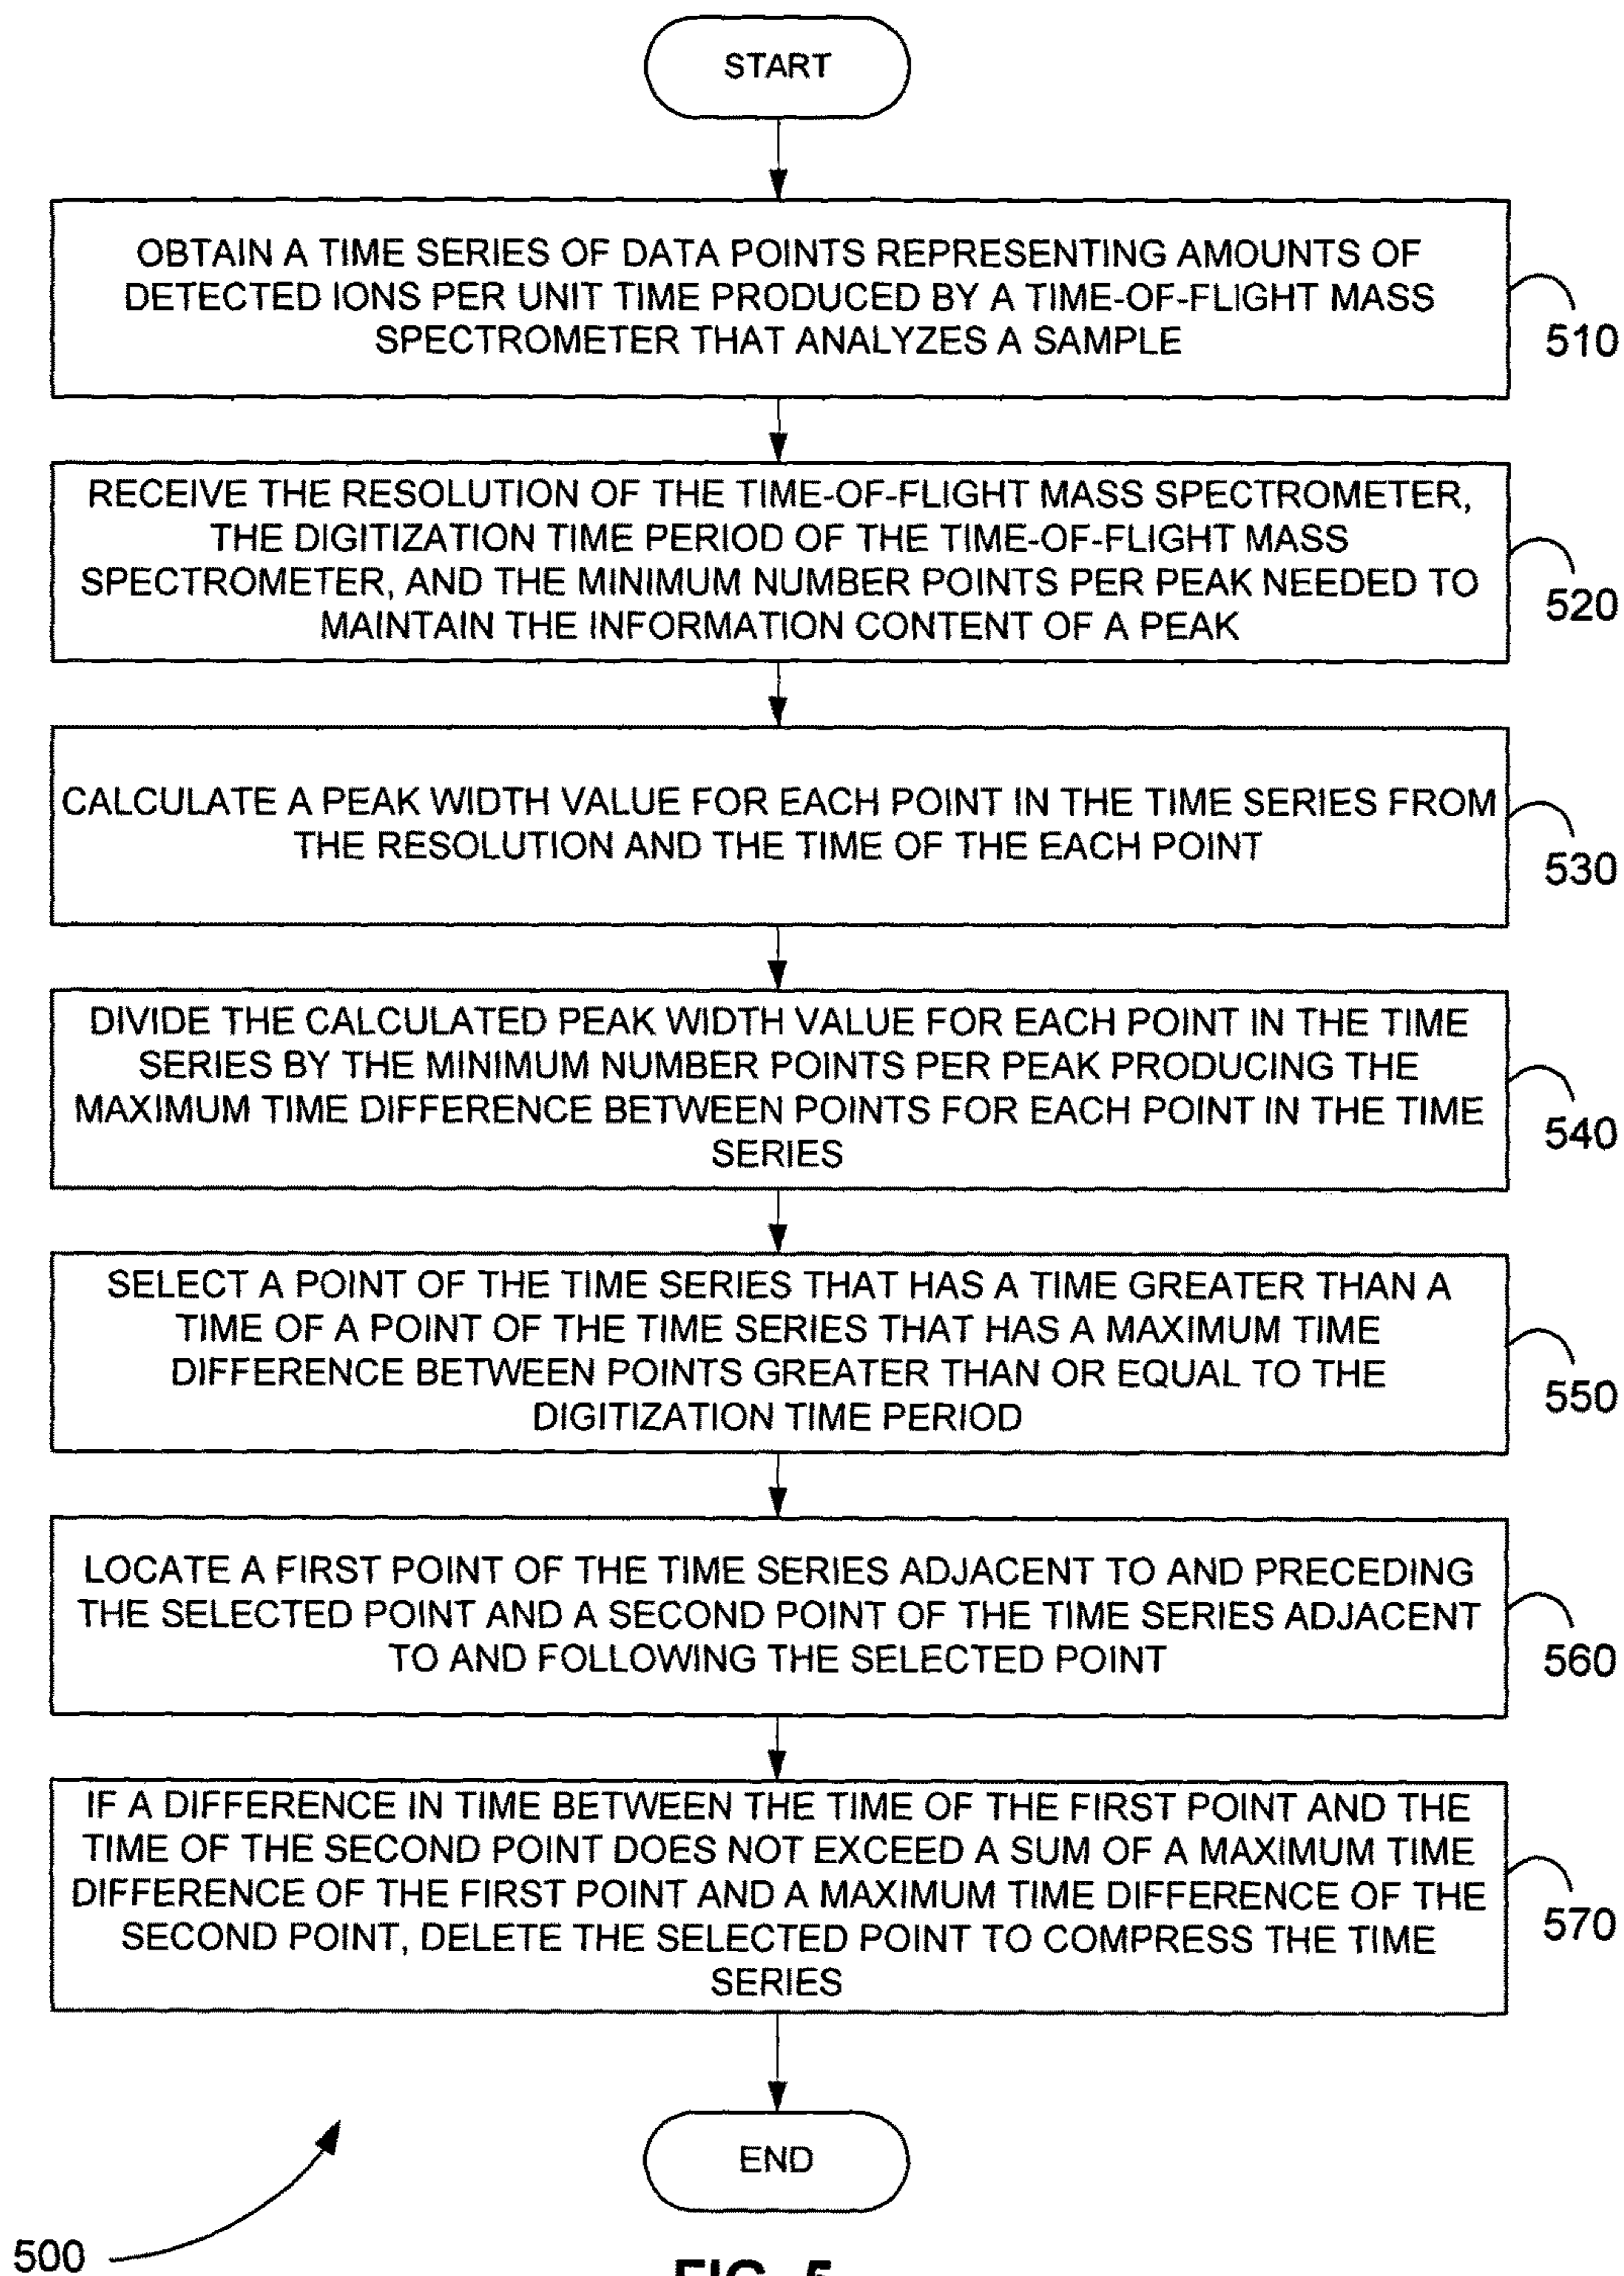 START
OBTAIN A TIME SERIES OF DATA POINTS REPRESENTING AMOUNTS OF
DETECTED IONS PER UNIT TIME PRODUCED BY A TIME-OF-FLIGHT MASS
SPECTROMETER THAT ANALYZES A SAMPLE
510
RECEIVE THE RESOLUTION OF THE TIME-OF-FLIGHT MASS SPECTROMETER,
THE DIGITIZATION TIME PERIOD OF THE TIME-OF-FLIGHT MASS
SPECTROMETER, AND THE MINIMUM NUMBER POINTS PER PEAK NEEDED TO
MAINTAIN THE INFORMATION CONTENT OF A PEAK
520
CALCULATE A PEAK WIDTH VALUE FOR EACH POINT IN THE TIME SERIES FROM
THE RESOLUTION AND THE TIME OF THE EACH POINT
530
DIVIDE THE CALCULATED PEAK WIDTH VALUE FOR EACH POINT IN THE TIME
SERIES BY THE MINIMUM NUMBER POINTS PER PEAK PRODUCING THE
MAXIMUM TIME DIFFERENCE BETWEEN POINTS FOR EACH POINT IN THE TIME
SERIES
540
SELECT A POINT OF THE TIME SERIES THAT HAS A TIME GREATER THAN A
TIME OF A POINT OF THE TIME SERIES THAT HAS A MAXIMUM TIME
DIFFERENCE BETWEEN POINTS GREATER THAN OR EQUAL TO THE
DIGITIZATION TIME PERIOD
550
LOCATE A FIRST POINT OF THE TIME SERIES ADJACENT TO AND PRECEDING
THE SELECTED POINT AND A SECOND POINT OF THE TIME SERIES ADJACENT
TO AND FOLLOWING THE SELECTED POINT
560
IF A DIFFERENCE IN TIME BETWEEN THE TIME OF THE FIRST POINT AND THE
TIME OF THE SECOND POINT DOES NOT EXCEED A SUM OF A MAXIMUM TIME
DIFFERENCE OF THE FIRST POINT AND A MAXIMUM TIME DIFFERENCE OF THE
SECOND POINT, DELETE THE SELECTED POINT TO COMPRESS THE TIME
SERIES
570
END
500
FIG. 5